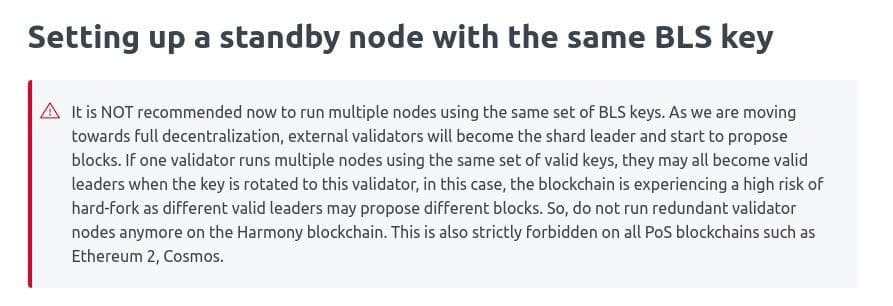 Setting up a standby node with the same BLS key
It is NOT recommended now to run multiple nodes using the same set of BLS keys. As we are moving
towards full decentralization, external validators will become the shard leader and start to propose
blocks. If one validator runs multiple nodes using the same set of valid keys, they may all become valid
leaders when the key is rotated to this validator, in this case, the blockchain is experiencing a high risk of
hard-fork as different valid leaders may propose different blocks. So, do not run redundant validator
nodes anymore on the Harmony blockchain. This is also strictly forbidden on all PoS blockchains such as
Ethereum 2, Cosmos.